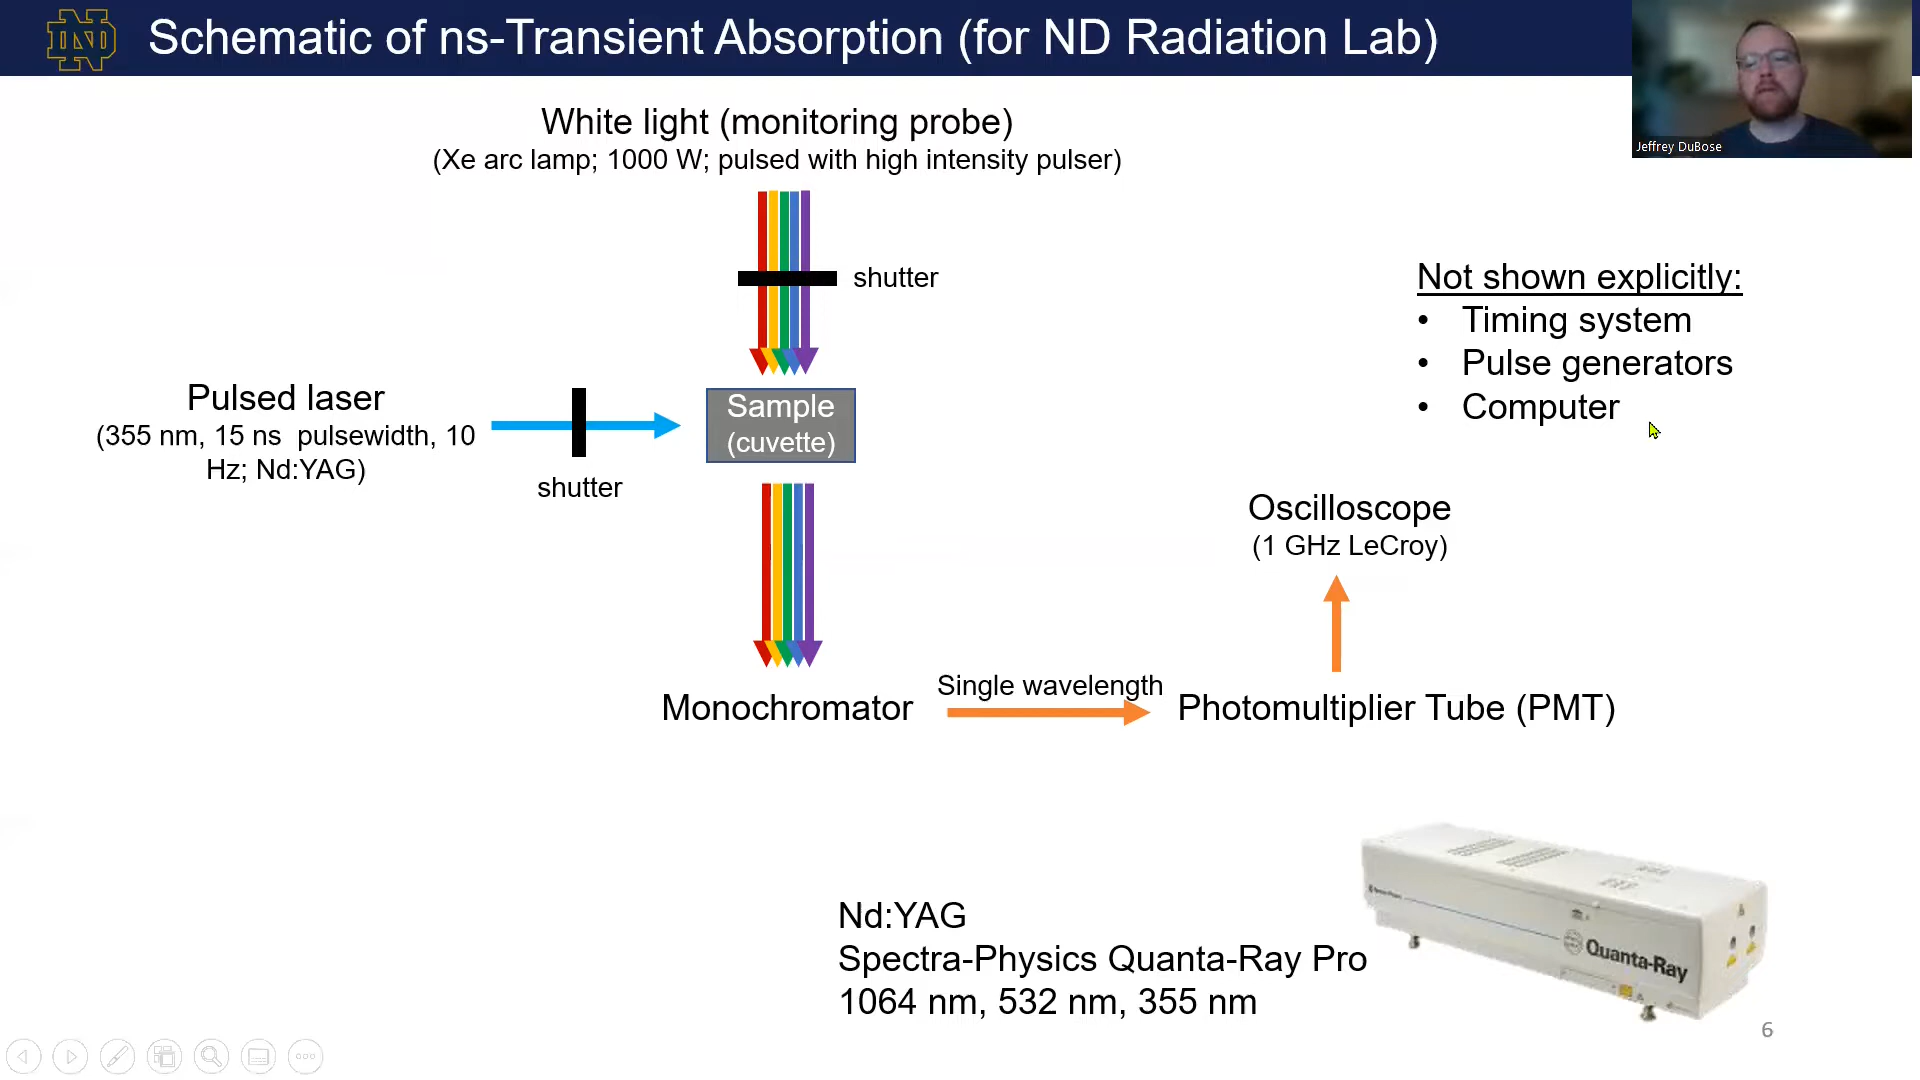 Schematic of ns-Transient Absorption (for ND Radiation Lab)
Jeffrey DuBose
White light (monitoring probe)
(Xe arc lamp; 1000 W; pulsed with high intensity pulser)
shutter
Not shown explicitly:
• Timing system
• Pulse generators
• Computer
Pulsed laser
(355 nm, 15 ns pulsewidth, 10
Hz; Nd:YAG)
shutter
Sample
(cuvette)
Oscilloscope
(1 GHz LeCroy)
Monochromator
Single wavelength
Photomultiplier Tube (PMT)
Nd:YAG
Spectra-Physics Quanta-Ray Pro
1064 nm, 532 nm, 355 nm
Quanta-Ray
6